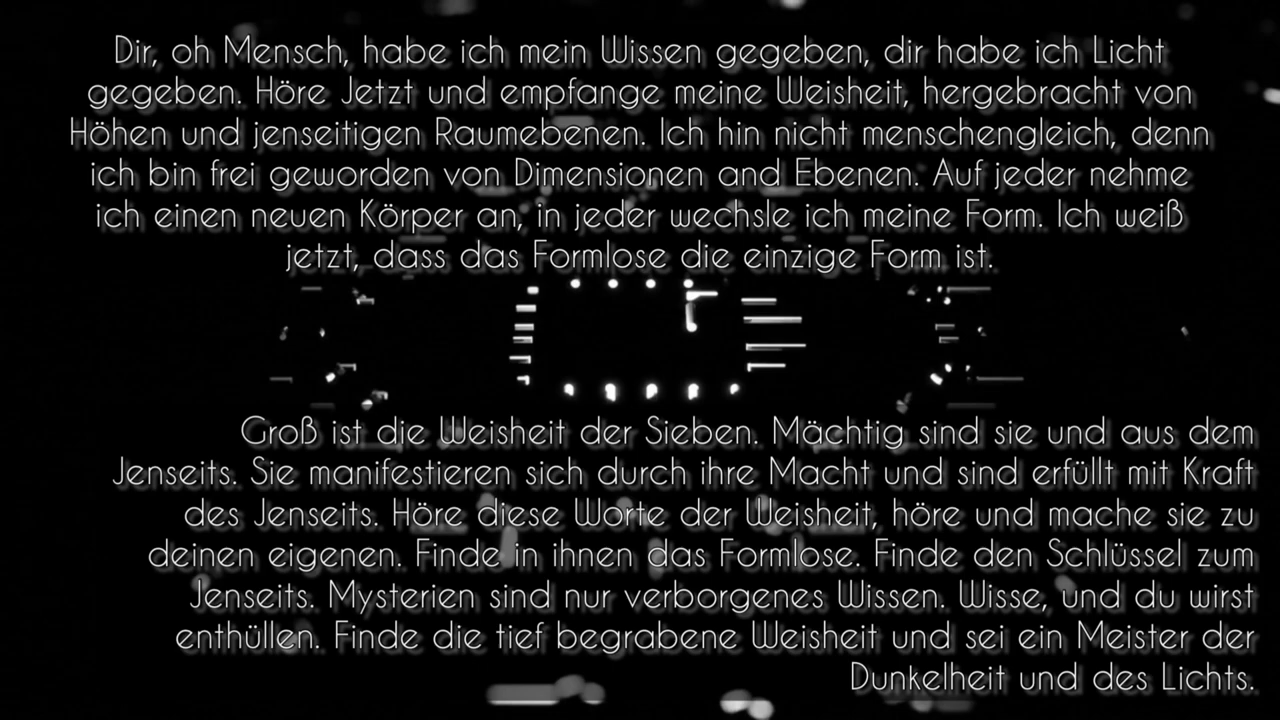 Dir, oh Mensch, habe ich mein Wissen gegeben, dir habe ich Licht
gegeben. Höre Jetzt und empfange meine Weisheit, hergebracht von
Höhen und jenseitigen Raumebenen. Ich hin nicht menschengleich, denn
ich bin frei geworden von Dimensionen and Ebenen. Auf jeder nehme
ich einen neuen Körper an, in jeder wechsle ich meine Form. Ich weiß
jetzt, dass das Formlose die einzige Form ist.
Groß ist die Weisheit der Sieben. Mächtig sind sie und aus dem
Jenseits. Sie manifestieren sich durch ihre Macht und sind erfüllt mit Kraft
des Jenseits. Höre diese Worte der Weisheit, höre und mache sie zu
deinen eigenen. Finde in ihnen das Formlose. Finde den Schlüssel zum
Jenseits. Mysterien sind nur verborgenes Wissen. Wisse, und du wirst
enthüllen. Finde die tief begrabene Weisheit und sei ein Meister der
Dunkelheit und des Lichts.